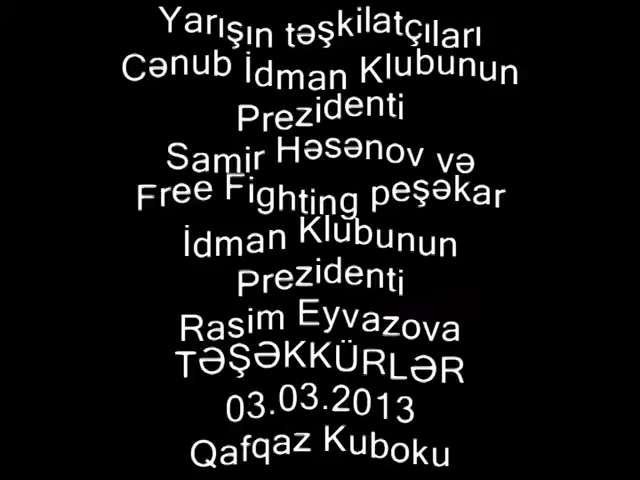 Yarışın təşkilatçıları
Cənub İdman Klubunun
Prezidenti
Samir Həsənov və
Free Fighting peşəkar
İdman Klubunun
Prezidenti
Rasim Eyvazova
TƏŞƏKKÜRLƏR
03.03.2013
Qafqaz Kuboku